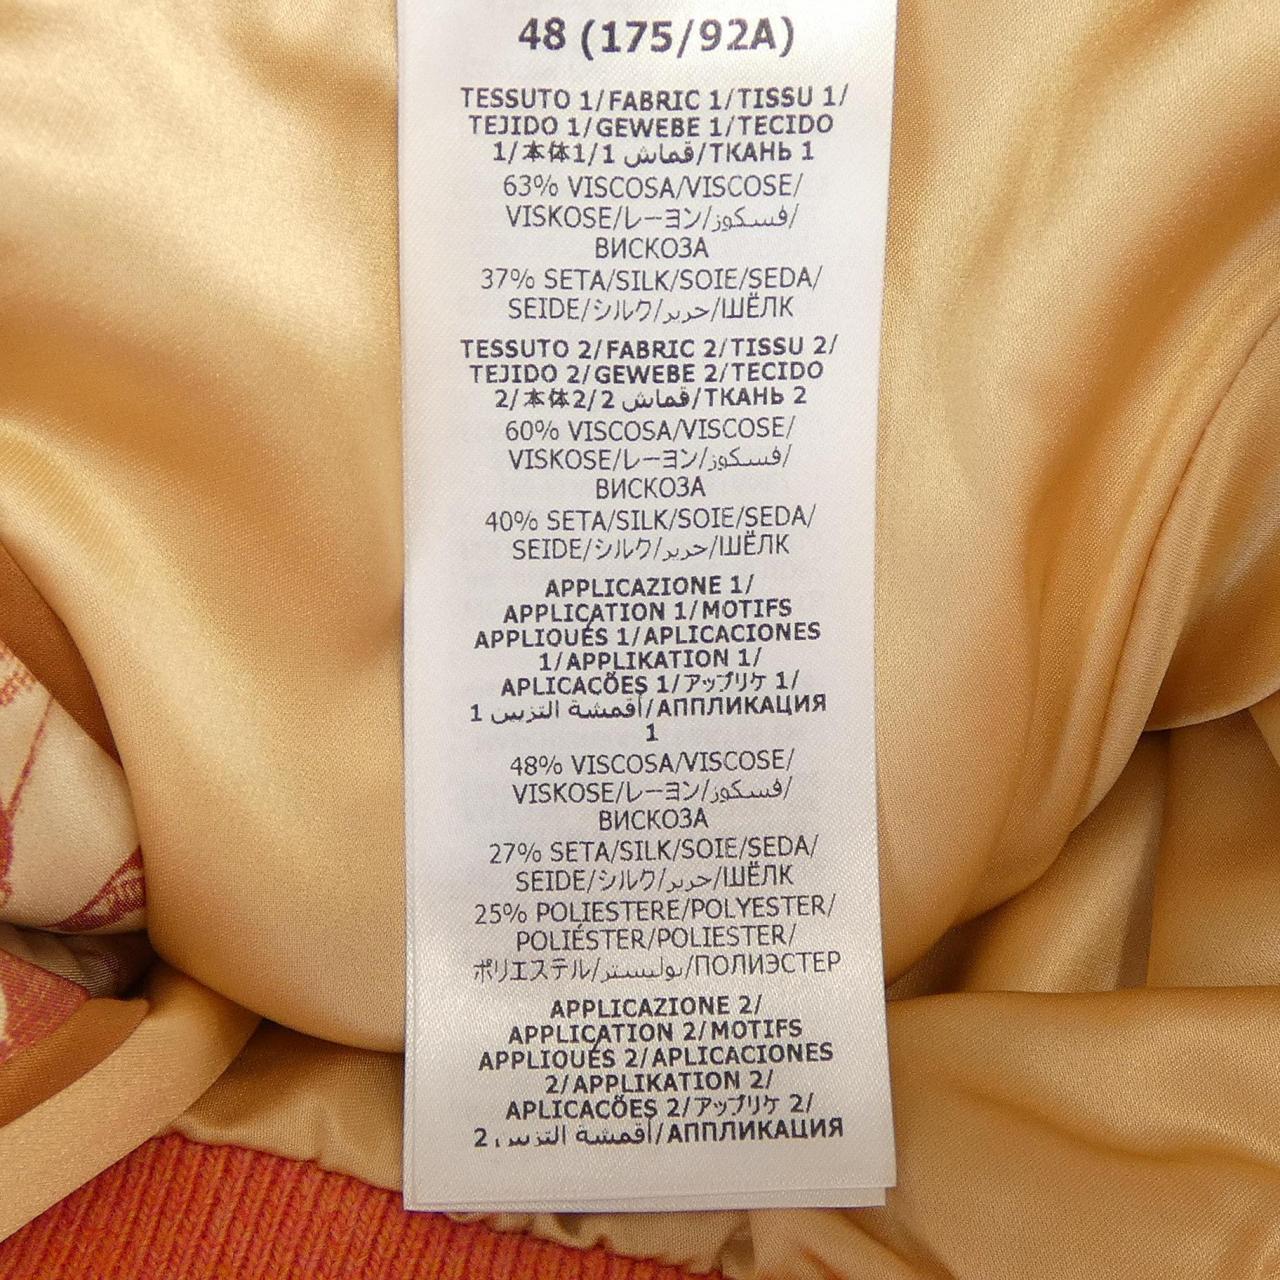 48 (175/92A)
TESSUTO 1/FABRIC 1/TISSU 1/
TEJIDO 1/GEWEBE 1/TECIDO
1/本体1/1 قماش/ТКАНЬ 1
63% VISCOSA/VISCOSE/
VISKOSE/レーヨン/فسكوز/
ВИСКОЗА
37% SETA/SILK/SOIE/SEDA/
SEIDE/シルク/حرير/ШЁЛК
TESSUTO 2/FABRIC 2/TISSU 2/
TEJIDO 2/GEWEBE 2/TECIDO
2/本体2/2 قماش/ТКАНЬ 2
60% VISCOSA/VISCOSE/
VISKOSE/レーヨン/فسكوز/
ВИСКОЗА
40% SETA/SILK/SOIE/SEDA/
SEIDE/シルク/حرير/ШЁЛК
APPLICAZIONE 1/
APPLICATION 1/MOTIFS
APPLIQUÉS 1/APLICACIONES
1/APPLIKATION 1/
APLICAÇÕES 1/アップリケ 1/
1 أقمشة التزيين/АППЛИКАЦИЯ
1
48% VISCOSA/VISCOSE/
VISKOSE/レーヨン/فسكوز/
ВИСКОЗА
27% SETA/SILK/SOIE/SEDA/
SEIDE/シルク/حرير/ШЁЛК
25% POLIESTERE/POLYESTER/
POLIÉSTER/POLIESTER/
ポリエステル/بوليستر/ПОЛИЭСТЕР
APPLICAZIONE 2/
APPLICATION 2/MOTIFS
APPLIQUÉS 2/APLICACIONES
2/APPLIKATION 2/
APLICAÇÕES 2/アップリケ 2/
2 أقمشة التزيين/АППЛИКАЦИЯ